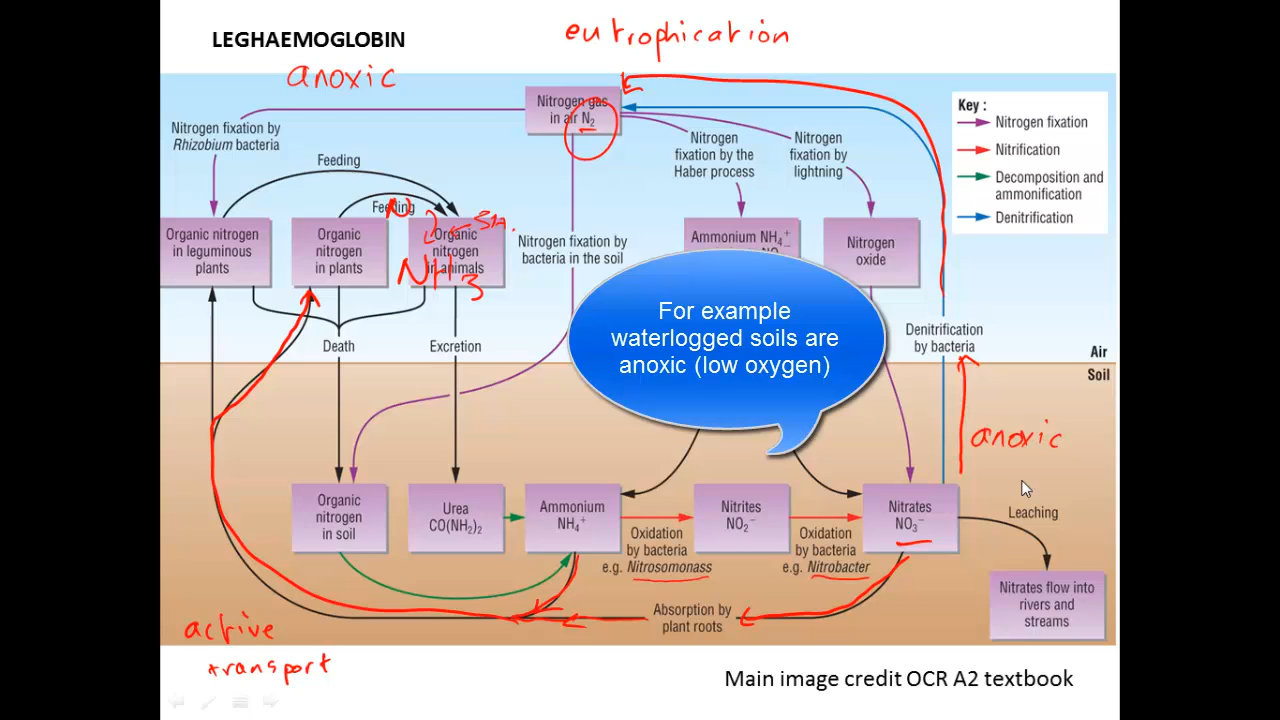 LEGHAEMOGLOBIN
eutrophication
anoxic
Nitrogen gas
in air N₂
Key :
Nitrogen fixation
Nitrification
Decomposition and
ammonification
Denitrification
Nitrogen fixation by
Rhizobium bacteria
Feeding
Feeding
Nitrogen
fixation by the
Haber process
Nitrogen
fixation by
lightning
Organic nitrogen
in leguminous
plants
Organic
nitrogen
in plants
Organic
nitrogen
in animals
N₂
NH₃
Nitrogen fixation by
bacteria in the soil
Ammonium NH₄⁺
Nitrogen
oxide
For example
waterlogged soils are
anoxic (low oxygen)
Death
Excretion
Denitrification
by bacteria
Air
Soil
anoxic
Organic
nitrogen
in soil
Urea
CO(NH₂)₂
Ammonium
NH₄⁺
Oxidation
by bacteria
e.g. Nitrosomonass
Nitrites
NO₂⁻
Oxidation
by bacteria
e.g. Nitrobacter
Nitrates
NO₃⁻
Leaching
Nitrates flow into
rivers and
streams
Absorption by
plant roots
active
transport
Main image credit OCR A2 textbook